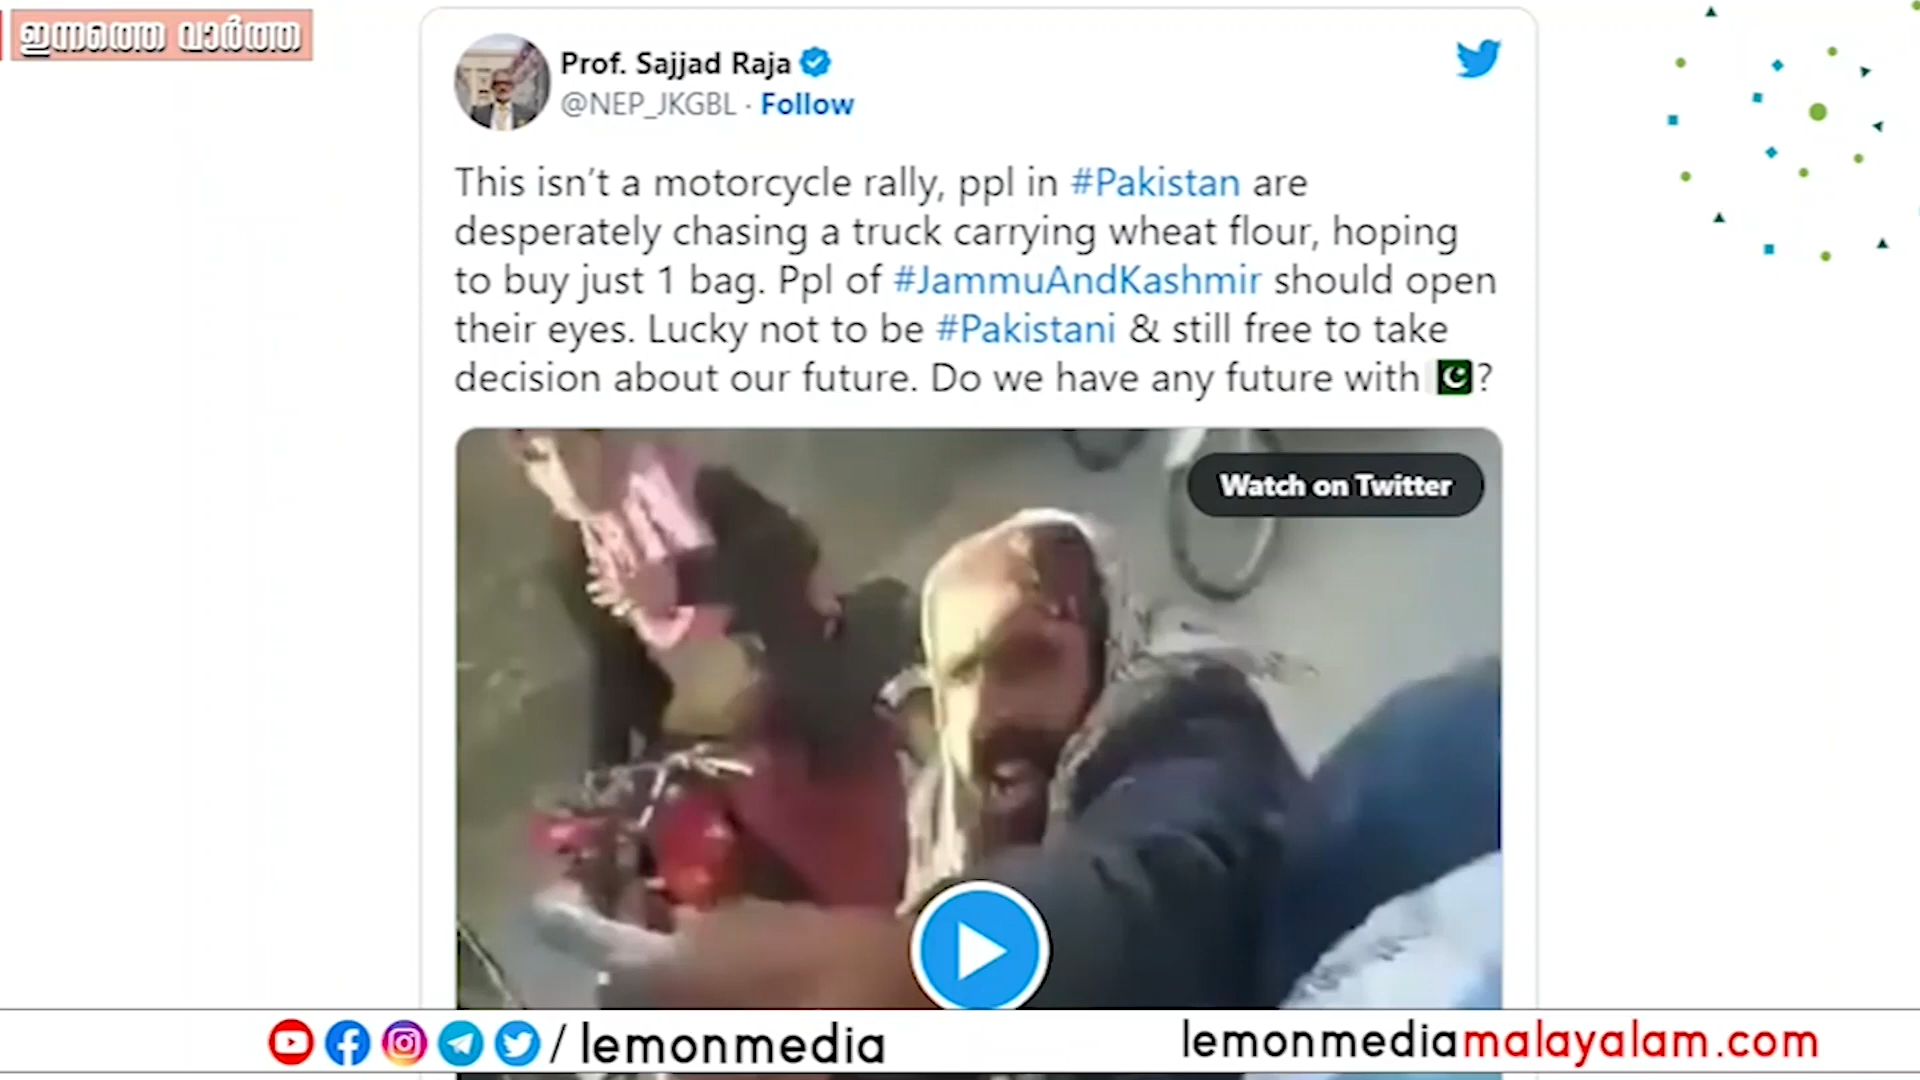 ഇന്നത്തെ വാർത്ത
Prof. Sajjad Raja
@NEP_JKGBL · Follow
This isn’t a motorcycle rally, ppl in #Pakistan are
desperately chasing a truck carrying wheat flour, hoping
to buy just 1 bag. Ppl of #JammuAndKashmir should open
their eyes. Lucky not to be #Pakistani & still free to take
decision about our future. Do we have any future with 🇵🇰?
Watch on Twitter
/ lemonmedia
lemonmediamalayalam.com